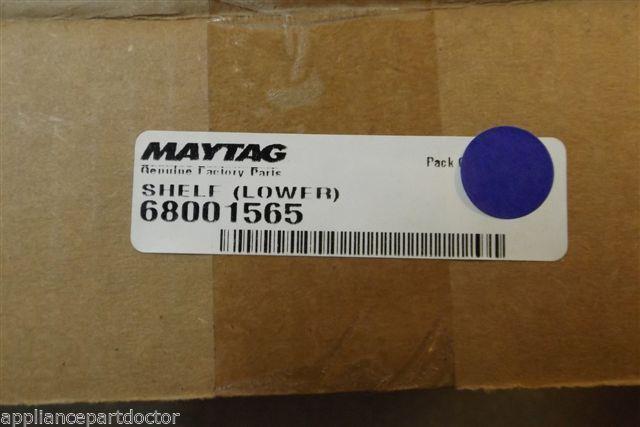 MAYTAG
Genuine Factory Parts
Pack
SHELF (LOWER)
68001565
appliancepartdoctor